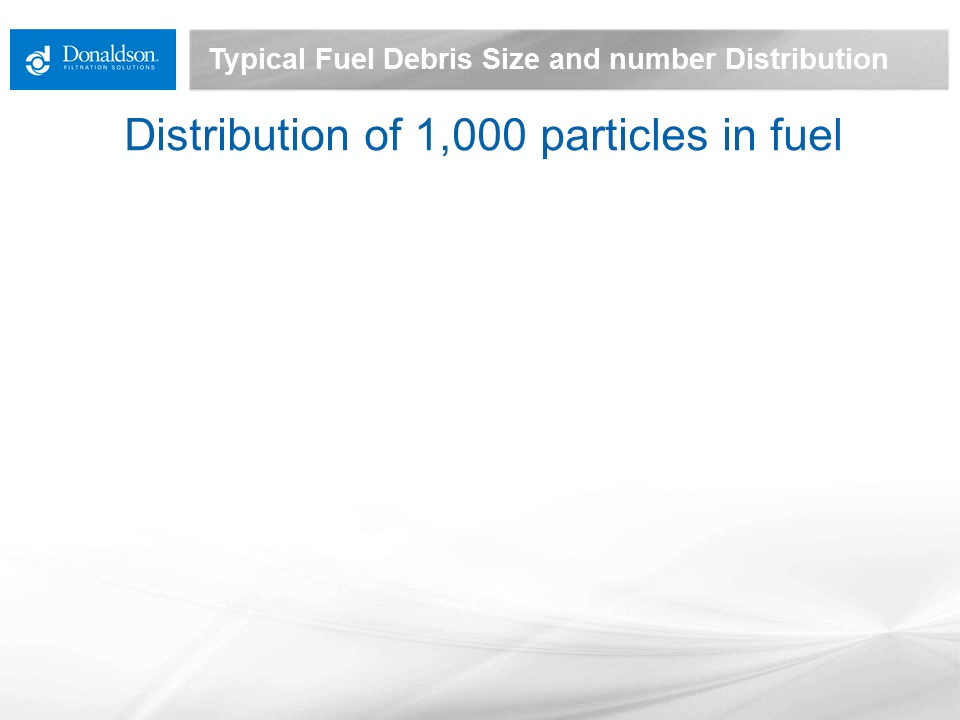 Donaldson.
FILTRATION SOLUTIONS
Typical Fuel Debris Size and number Distribution
Distribution of 1,000 particles in fuel